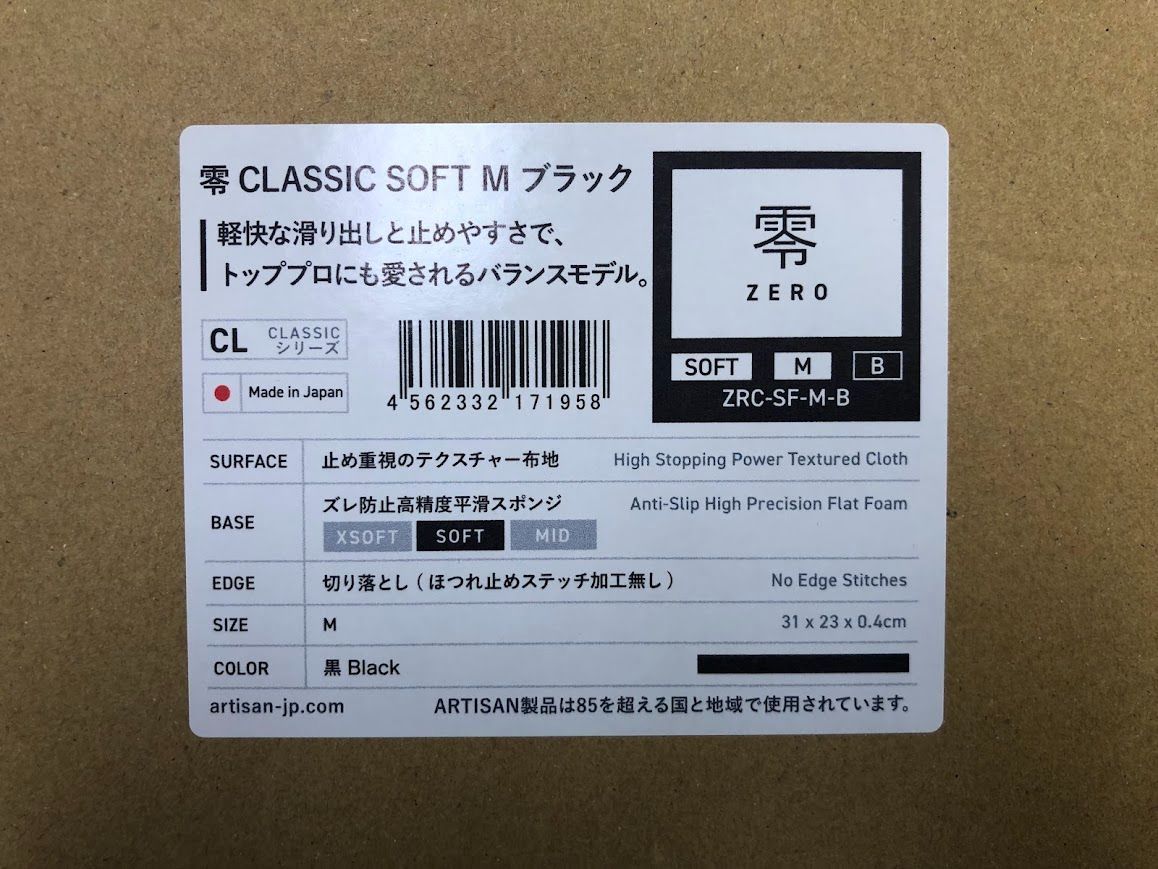 零 CLASSIC SOFT M ブラック
軽快な滑り出しと止めやすさで、
トッププロにも愛されるバランスモデル。
CL CLASSIC シリーズ
Made in Japan
4 562332 171958
零
ZERO
SOFT M B
ZRC-SF-M-B
SURFACE 止め重視のテクスチャー布地 High Stopping Power Textured Cloth
BASE ズレ防止高精度平滑スポンジ Anti-Slip High Precision Flat Foam
XSOFT SOFT MID
EDGE 切り落とし ( ほつれ止めステッチ加工無し ) No Edge Stitches
SIZE M 31 x 23 x 0.4cm
COLOR 黒 Black
artisan-jp.com ARTISAN製品は85を超える国と地域で使用されています。